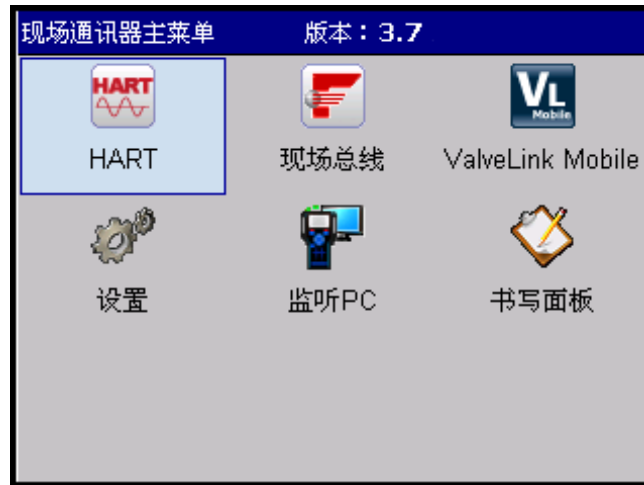 现场通讯器主菜单 版本：3.7
HART
VL
Mobile
HART 现场总线 ValveLink Mobile
设置 监听PC 书写面板